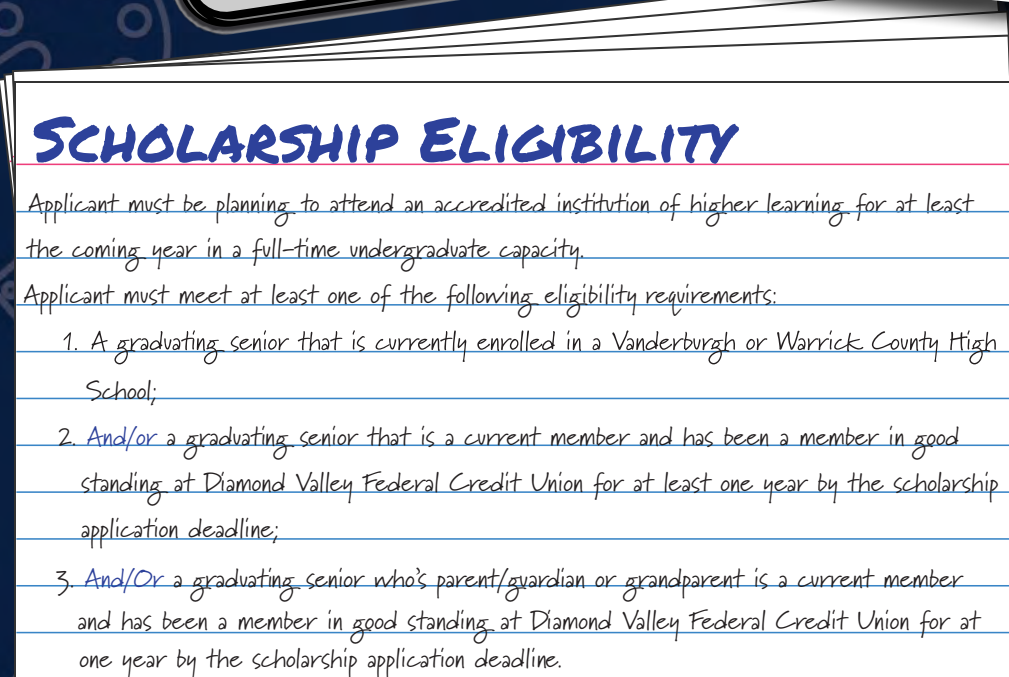 Scholarship Eligibility
Applicant must be planning to attend an accredited institution of higher learning for at least
the coming year in a full-time undergraduate capacity.
Applicant must meet at least one of the following eligibility requirements:
1. A graduating senior that is currently enrolled in a Vanderburgh or Warrick County High
School;
2. And/or a graduating senior that is a current member and has been a member in good
standing at Diamond Valley Federal Credit Union for at least one year by the scholarship
application deadline;
3. And/Or a graduating senior who's parent/guardian or grandparent is a current member
and has been a member in good standing at Diamond Valley Federal Credit Union for at
one year by the scholarship application deadline.